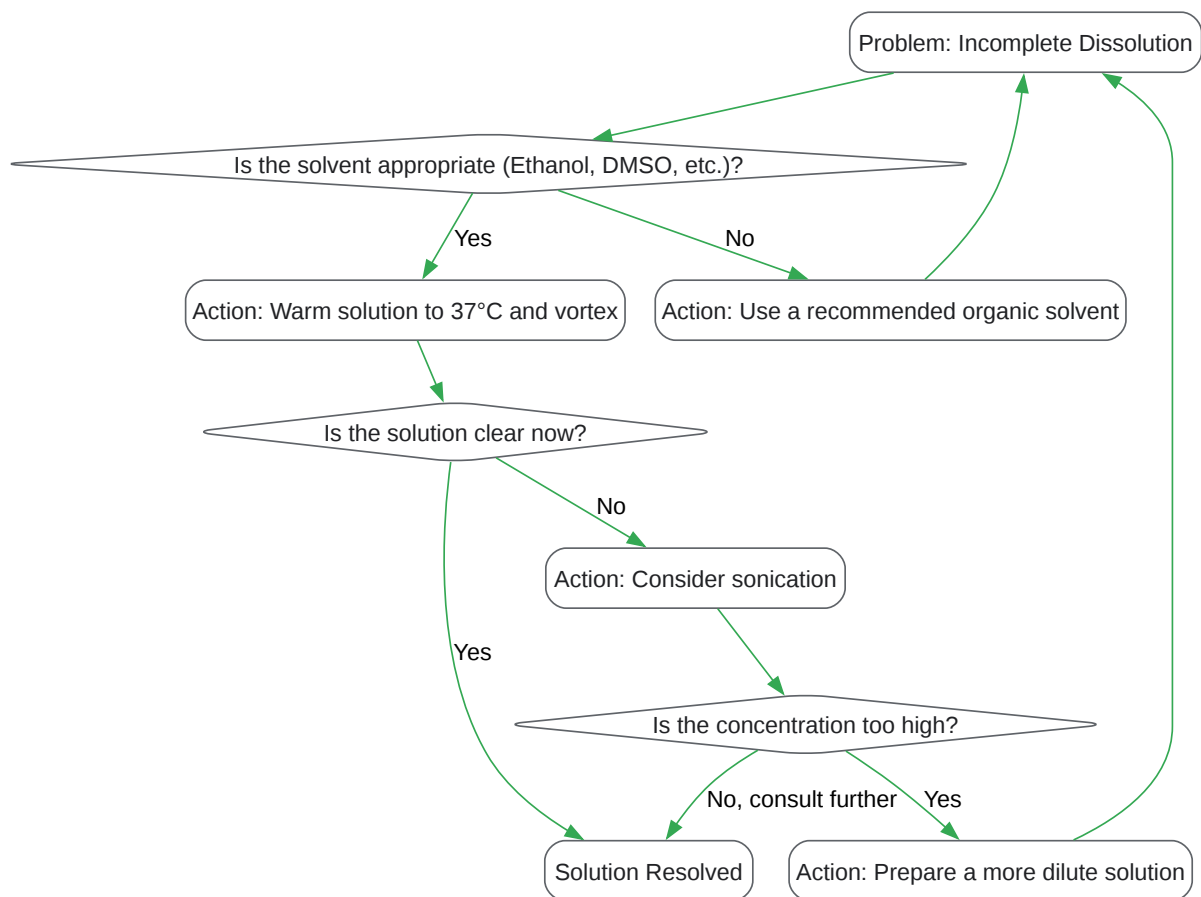 Problem: Incomplete Dissolution
Is the solvent appropriate (Ethanol, DMSO, etc.)?
Yes
No
Action: Warm solution to 37°C and vortex
Action: Use a recommended organic solvent
Is the solution clear now?
No
Action: Consider sonication
Yes
Is the concentration too high?
No, consult further
Yes
Solution Resolved
Action: Prepare a more dilute solution